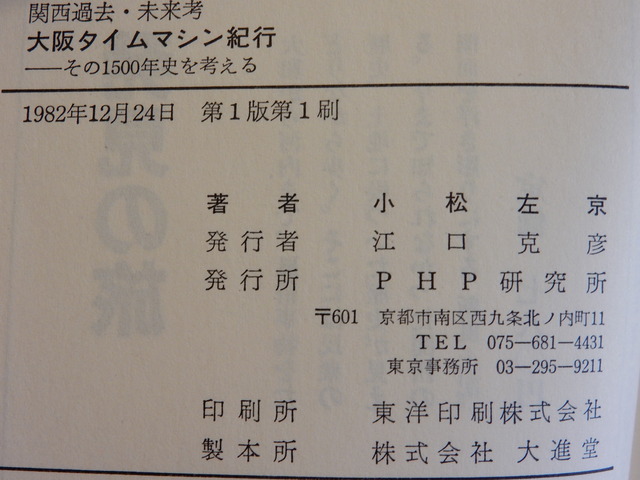 関西過去・未来考
大阪タイムマシン紀行
──その1500年史を考える
1982年12月24日 第1版第1刷
著者 小松左京
発行者 江口克彦
発行所 PHP研究所
〒601 京都市南区西九条北ノ内町11
TEL 075―681―4431
東京事務所 03―295―9211
印刷所 東洋印刷株式会社
製本所 株式会社 大進堂